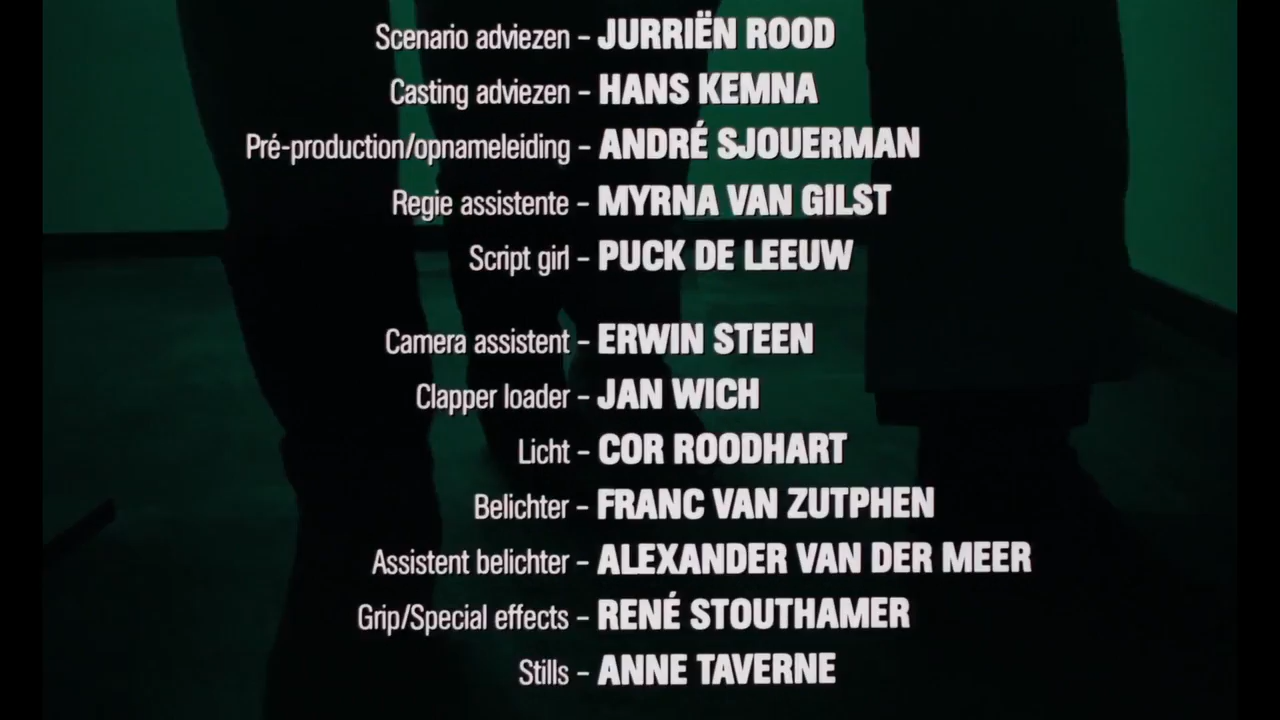 Scenario adviezen – JURRIËN ROOD
Casting adviezen – HANS KEMNA
Pré-production/opnameleiding – ANDRÉ SJOUERMAN
Regie assistente – MYRNA VAN GILST
Script girl – PUCK DE LEEUW
Camera assistent – ERWIN STEEN
Clapper loader – JAN WICH
Licht – COR ROODHART
Belichter – FRANC VAN ZUTPHEN
Assistent belichter – ALEXANDER VAN DER MEER
Grip/Special effects – RENÉ STOUTHAMER
Stills – ANNE TAVERNE